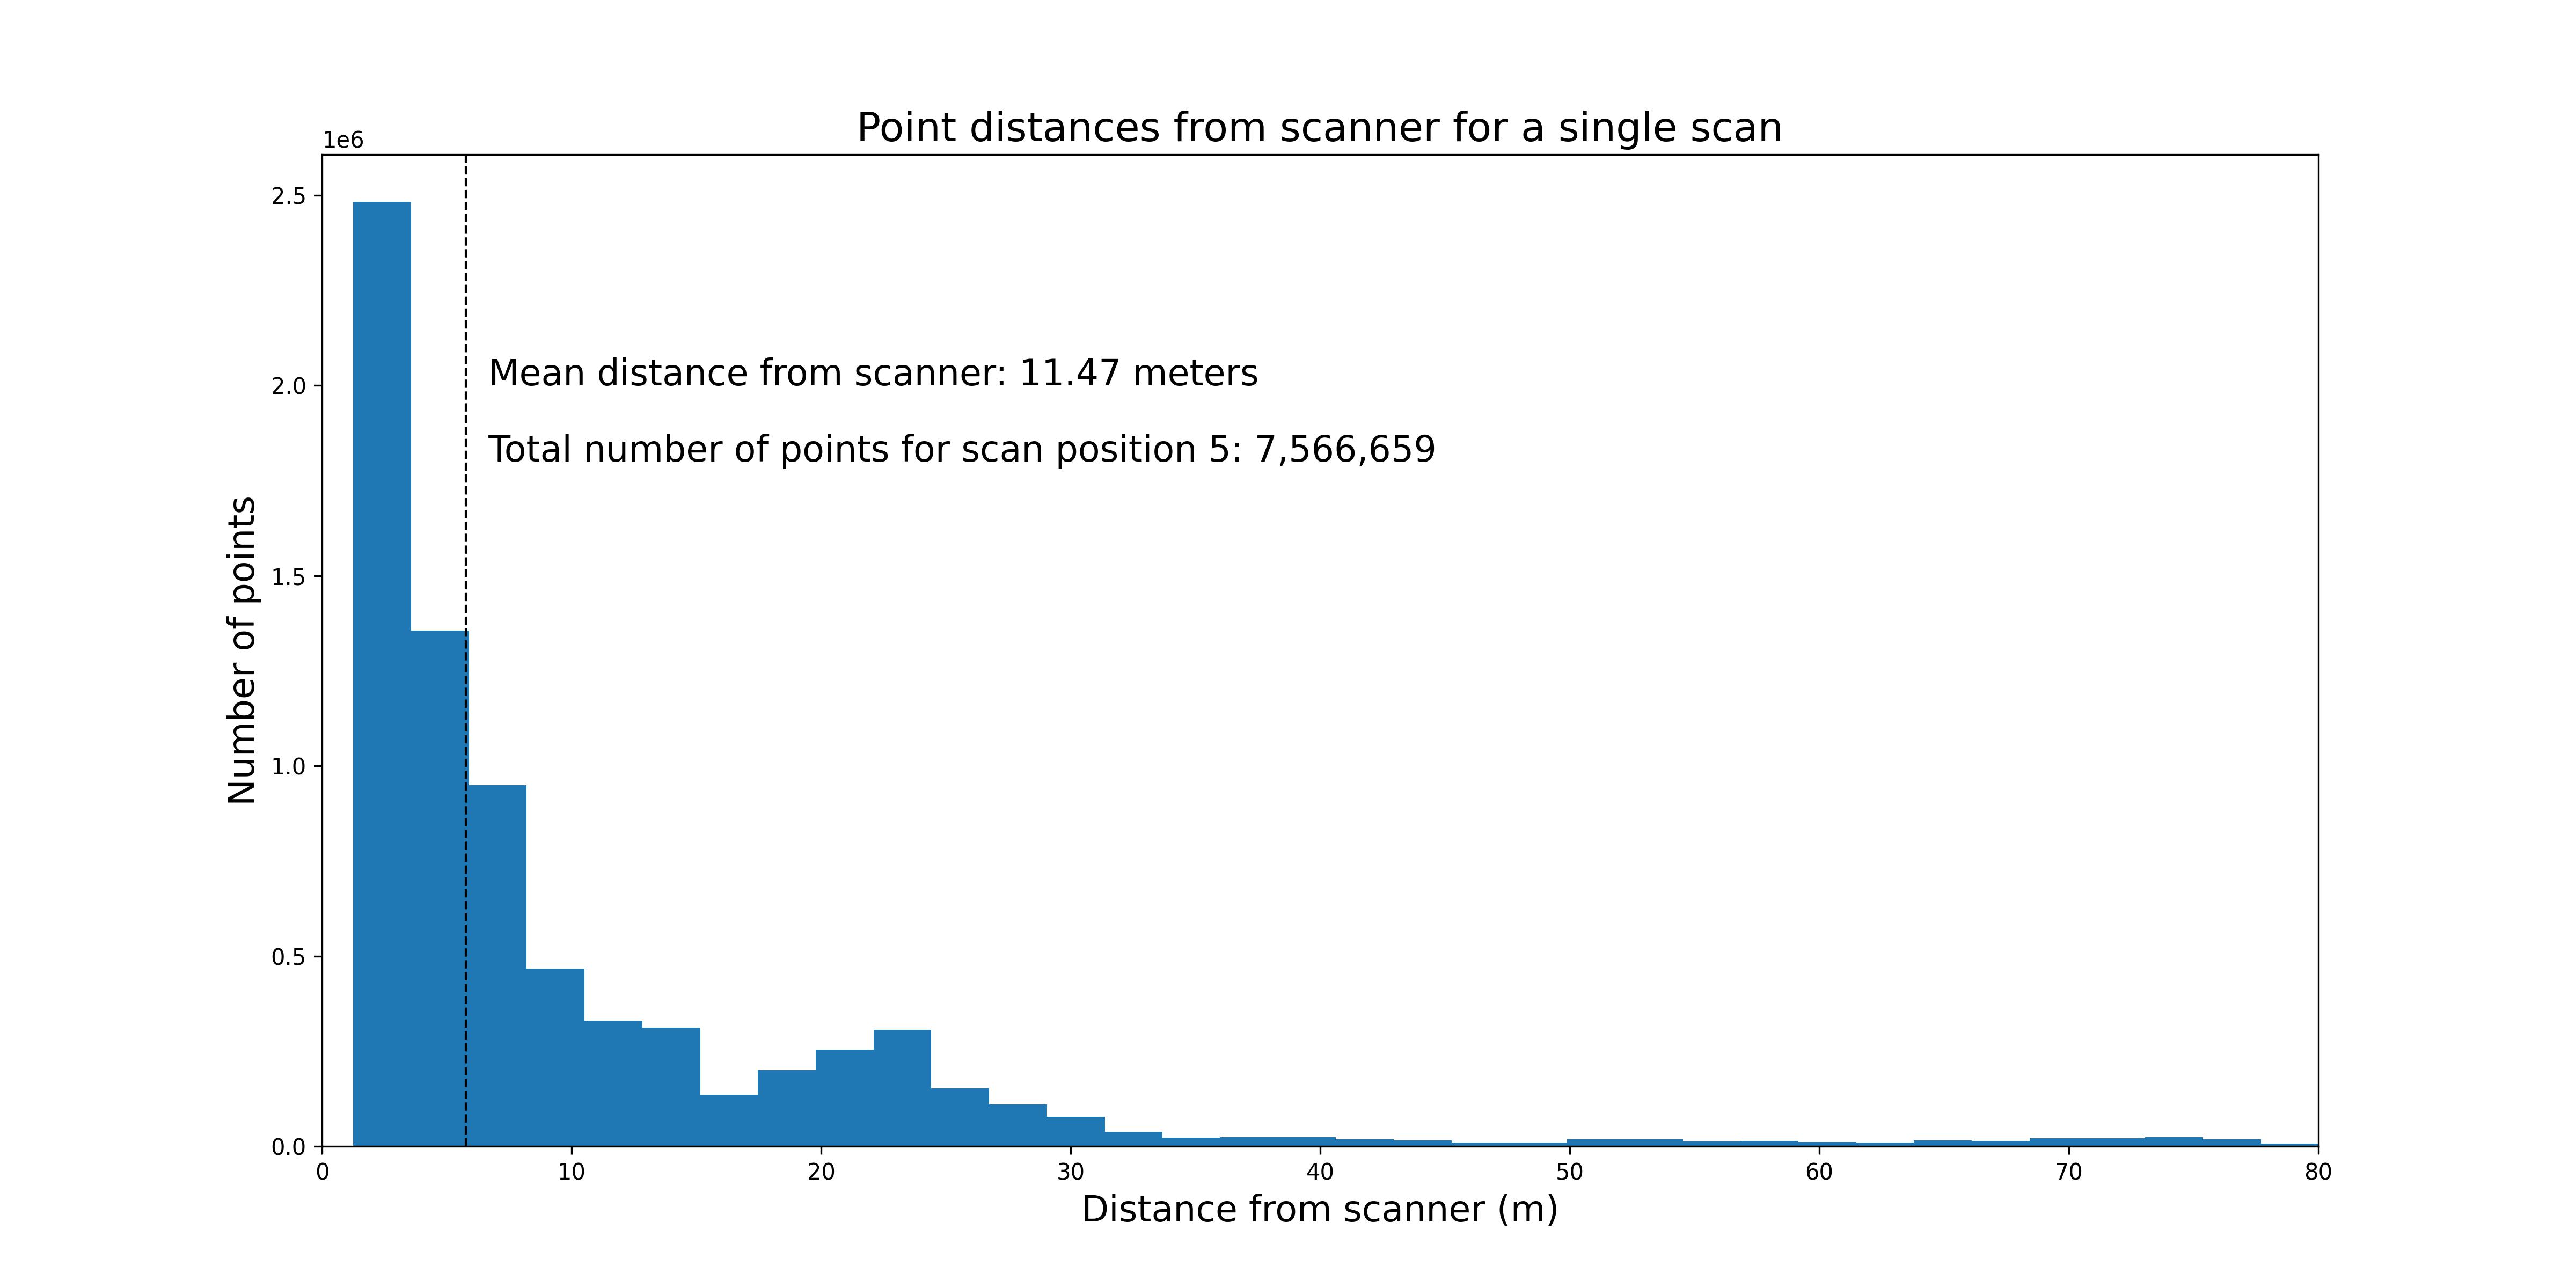 Point distances from scanner for a single scan
1e6
2.5
2.0
1.5
1.0
0.5
0.0
Number of points
Mean distance from scanner: 11.47 meters
Total number of points for scan position 5: 7,566,659
0 10 20 30 40 50 60 70 80
Distance from scanner (m)